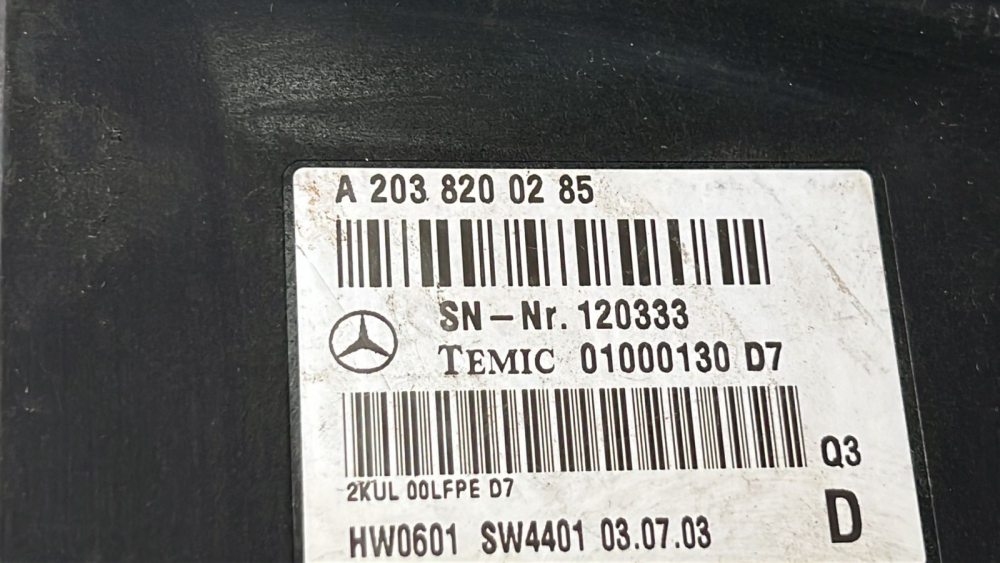 A 203 820 02 85
SN-Nr. 120333
TEMIC 01000130 D7
Q3
2KUL 00LFPE D7
D
HW0601 SW4401 03.07.03